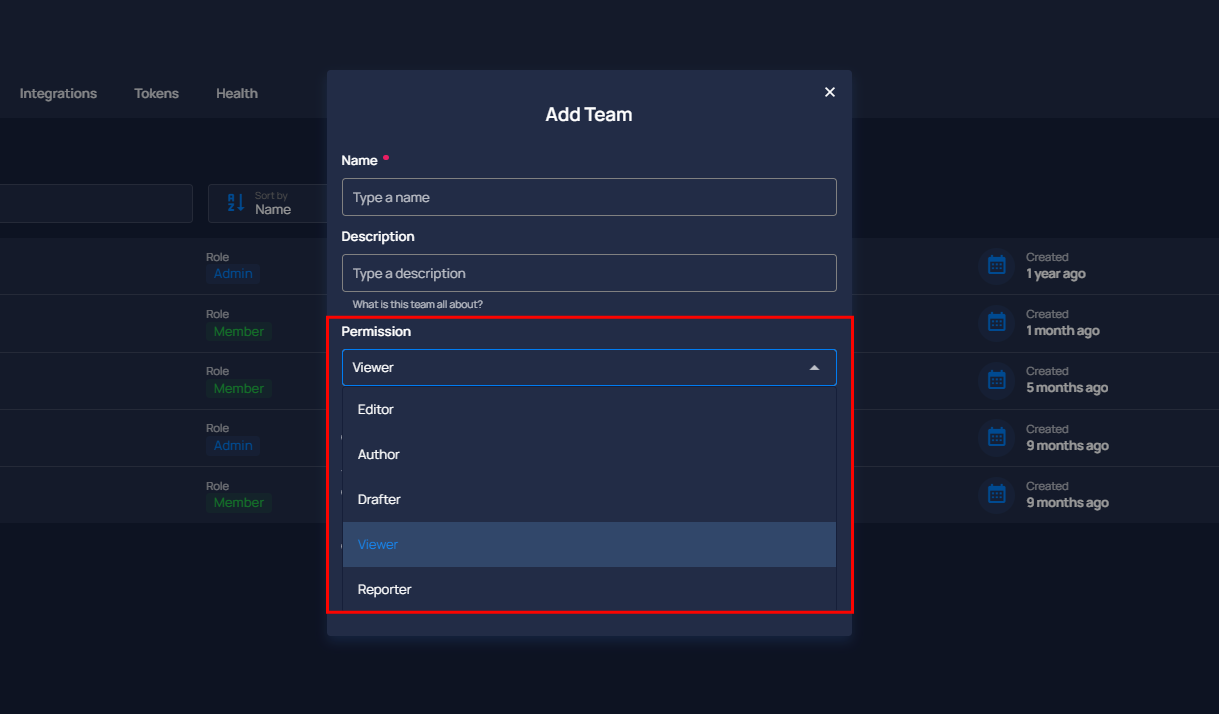 Integrations Tokens Health
Sort by
Name
Role
Admin
Role
Member
Role
Member
Role
Admin
Role
Member
Add Team
Name
Type a name
Description
Type a description
What is this team all about?
Permission
Viewer
Editor
Author
Drafter
Viewer
Reporter
Created
1 year ago
Created
1 month ago
Created
5 months ago
Created
9 months ago
Created
9 months ago